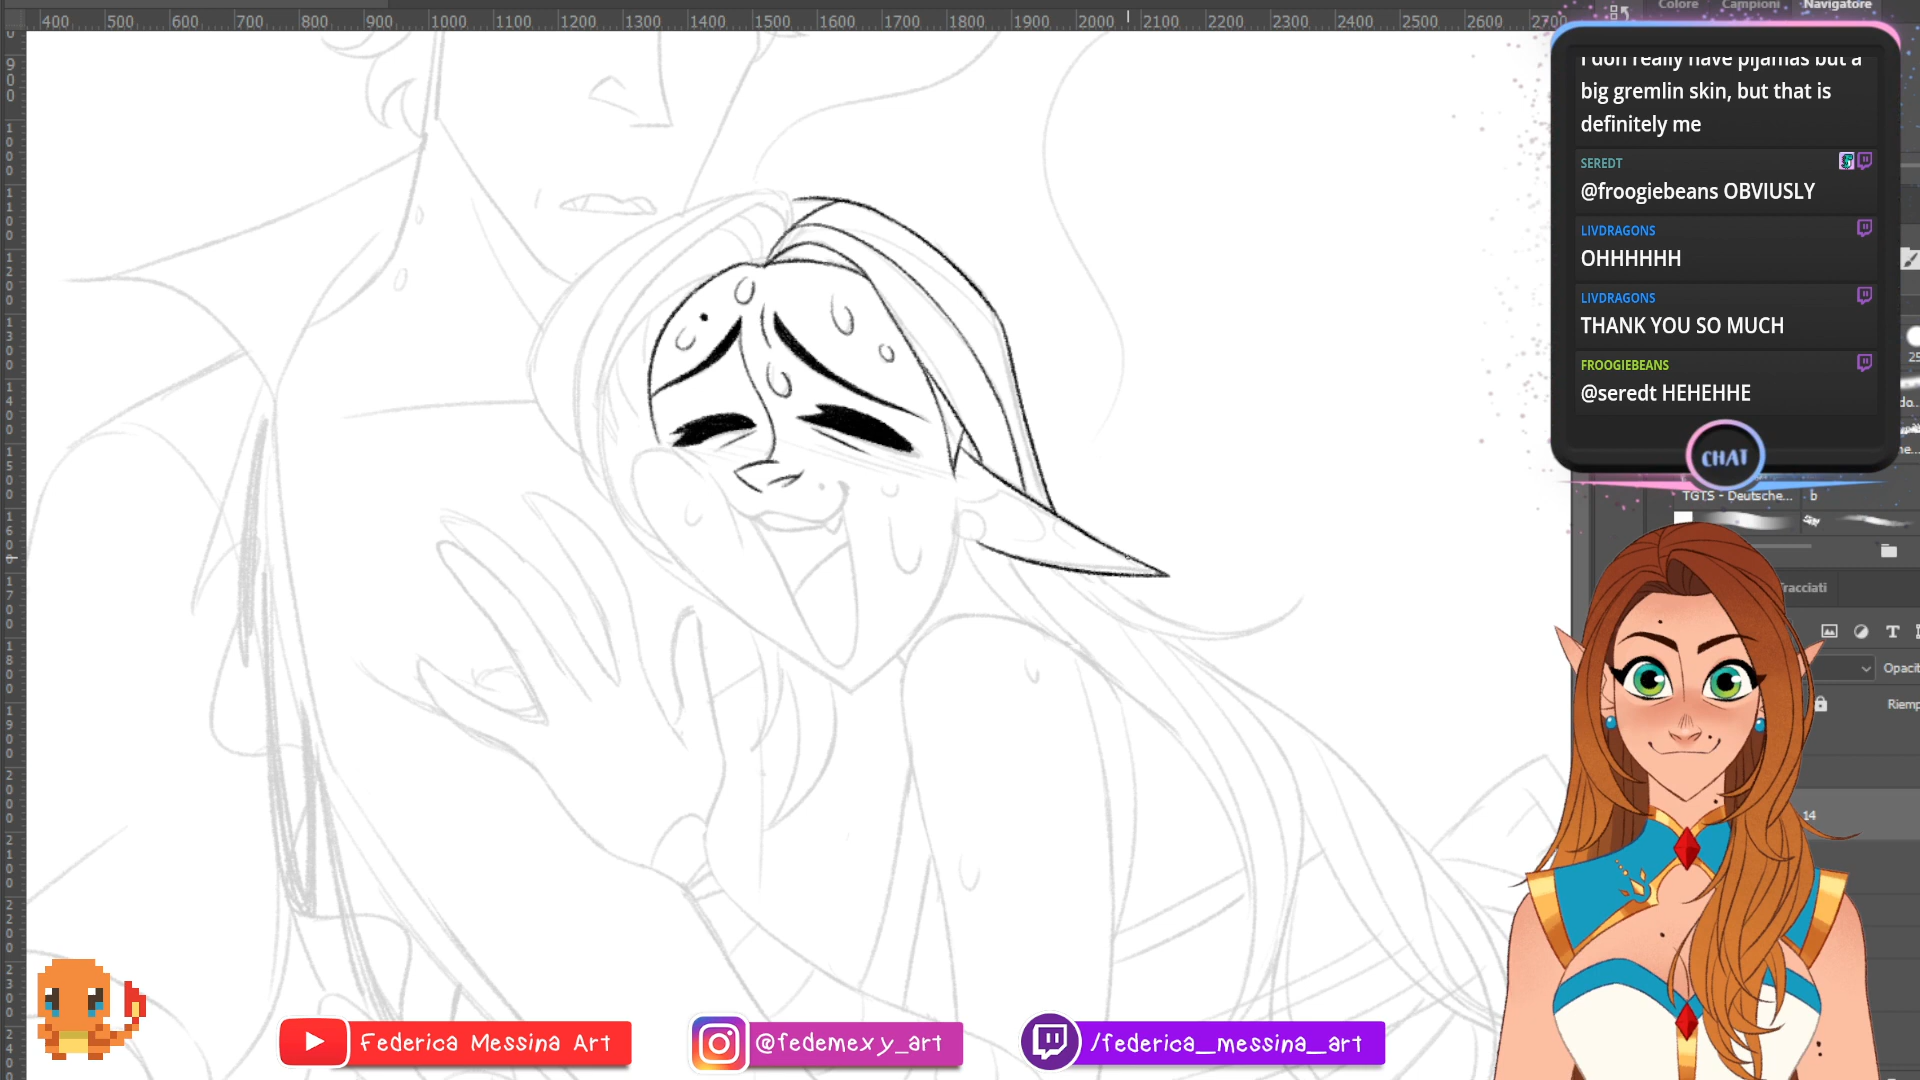 Colore Campioni Navigatore
400 500 600 700 800 900 1000 1100 1200 1300 1400 1500 1600 1700 1800 1900 2000 2100 2200 2300 2400 2500 2600 2700
big gremlin skin, but that is
definitely me
SEREDT
@froogiebeans OBVIUSLY
LIVDRAGONS
OHHHHHH
LIVDRAGONS
THANK YOU SO MUCH
FROOGIEBEANS
@seredt HEHEHHE
CHAT
TGTS - Deutsche... b
Tracciati
Opacit
Riemp
14
Federica Messina Art
@fedemexy_art
/federica_messina_art